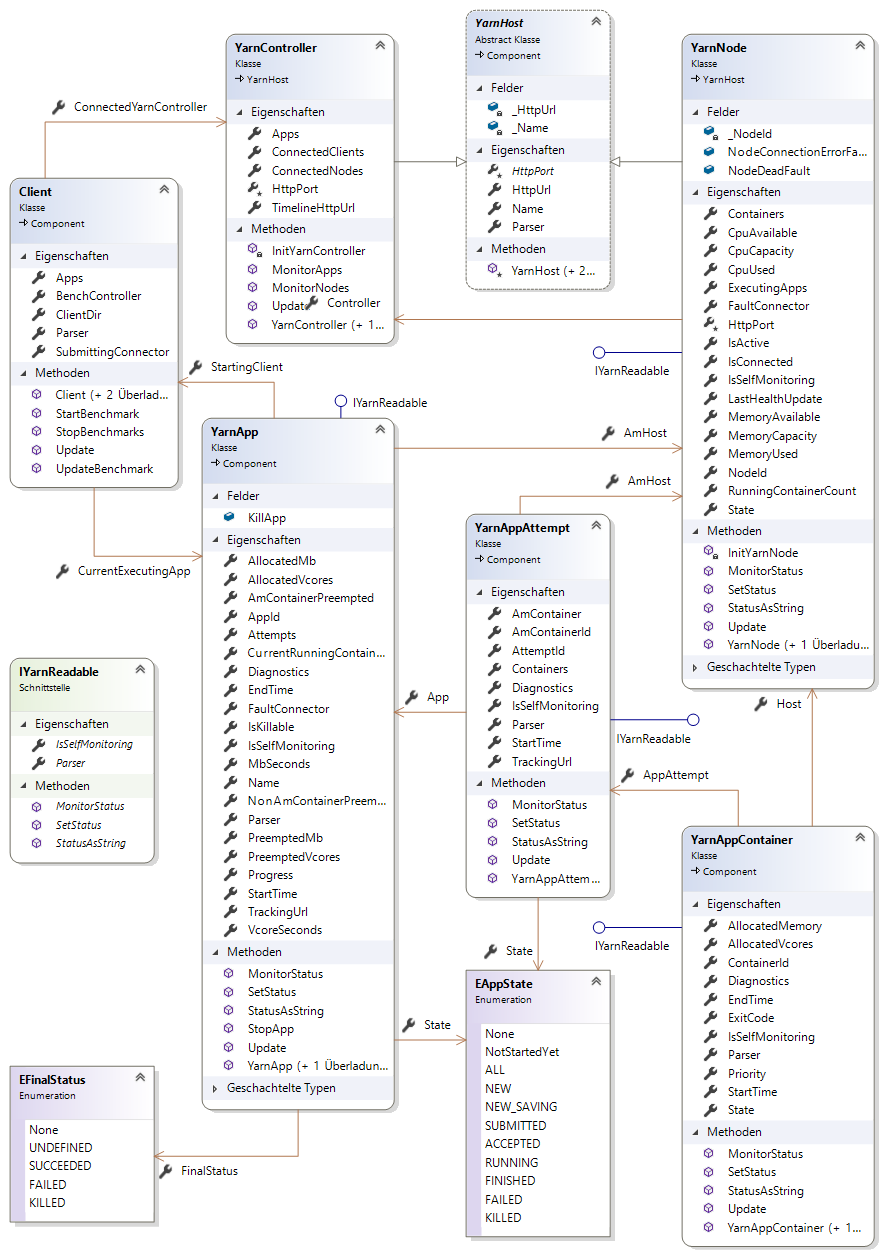 YarnController
Klasse
YarnHost
Eigenschaften
Apps
ConnectedClients
ConnectedNodes
HttpPort
TimelineHttpUrl
Methoden
InitYarnController
MonitorApps
MonitorNodes
Update
YarnController (+ 1...
Controller
YarnHost
Abstract Klasse
Component
Felder
_HttpUrl
_Name
Eigenschaften
HttpPort
HttpUrl
Name
Parser
Methoden
YarnHost (+ 2...
YarnNode
Klasse
YarnHost
Felder
_NodeId
NodeConnectionErrorFa...
NodeDeadFault
Eigenschaften
Containers
CpuAvailable
CpuCapacity
CpuUsed
ExecutingApps
FaultConnector
HttpPort
IsActive
IsConnected
IsSelfMonitoring
LastHealthUpdate
MemoryAvailable
MemoryCapacity
MemoryUsed
NodeId
RunningContainerCount
State
Methoden
InitYarnNode
MonitorStatus
SetStatus
StatusAsString
Update
YarnNode (+ 1 Überladu...
Geschachtelte Typen
IYarnReadable
ConnectedYarnController
Client
Klasse
Component
Eigenschaften
Apps
BenchController
ClientDir
Parser
SubmittingConnector
Methoden
Client (+ 2 Überlad...
StartBenchmark
StopBenchmarks
Update
UpdateBenchmark
StartingClient
CurrentExecutingApp
IYarnReadable
YarnApp
Klasse
Component
Felder
KillApp
Eigenschaften
AllocatedMb
AllocatedVcores
AmContainerPreempted
AppId
Attempts
CurrentRunningContain...
Diagnostics
EndTime
FaultConnector
IsKillable
IsSelfMonitoring
MbSeconds
Name
NonAmContainerPreem...
Parser
PreemptedMb
PreemptedVcores
Progress
StartTime
TrackingUrl
VcoreSeconds
Methoden
MonitorStatus
SetStatus
StatusAsString
StopApp
Update
YarnApp (+ 1 Überladun...
Geschachtelte Typen
AmHost
AmHost
YarnAppAttempt
Klasse
Component
Eigenschaften
AmContainer
AmContainerId
AttemptId
Containers
Diagnostics
IsSelfMonitoring
Parser
StartTime
TrackingUrl
Methoden
MonitorStatus
SetStatus
StatusAsString
Update
YarnAppAttem...
App
IYarnReadable
AppAttempt
Host
IYarnReadable
Schnittstelle
Eigenschaften
IsSelfMonitoring
Parser
Methoden
MonitorStatus
SetStatus
StatusAsString
YarnAppContainer
Klasse
Component
Eigenschaften
AllocatedMemory
AllocatedVcores
ContainerId
Diagnostics
EndTime
ExitCode
IsSelfMonitoring
Parser
Priority
StartTime
State
Methoden
MonitorStatus
SetStatus
StatusAsString
Update
YarnAppContainer (+ 1...
IYarnReadable
State
State
EAppState
Enumeration
None
NotStartedYet
ALL
NEW
NEW_SAVING
SUBMITTED
ACCEPTED
RUNNING
FINISHED
FAILED
KILLED
EFinalStatus
Enumeration
None
UNDEFINED
SUCCEEDED
FAILED
KILLED
FinalStatus